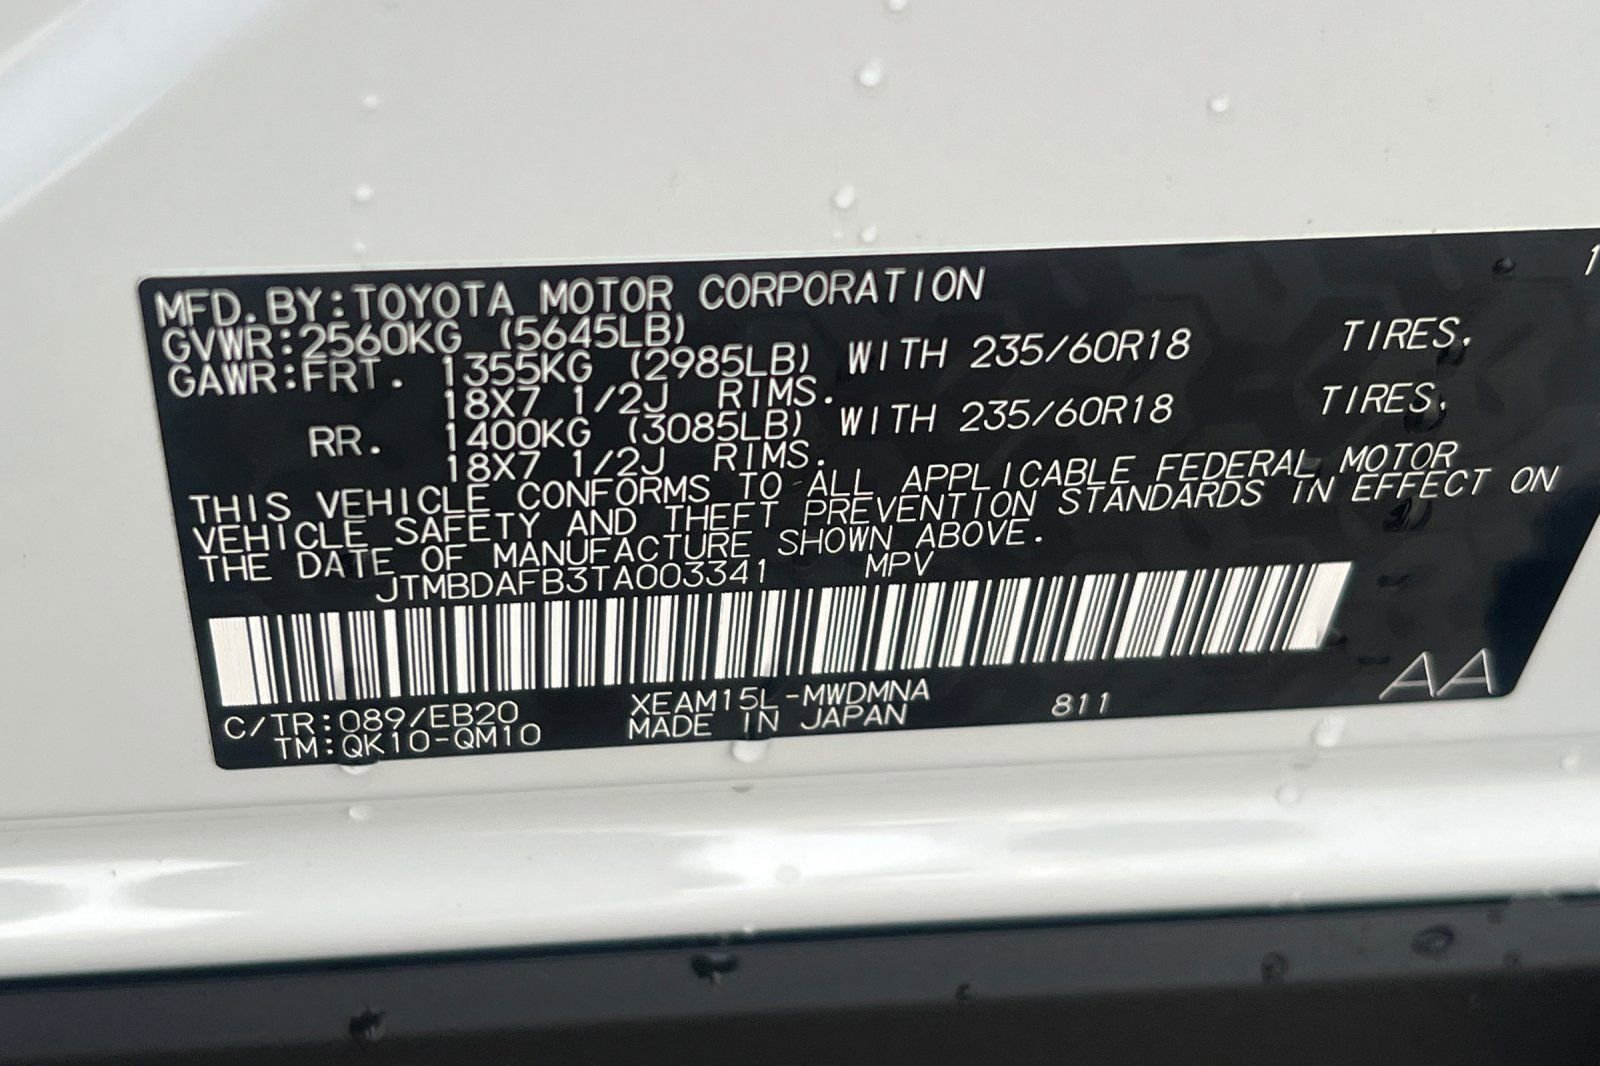 MFD. BY:TOYOTA MOTOR CORPORATION 1
GVWR:2560KG (5645LB)
GAWR:FRT. 1355KG (2985LB) WITH 235/60R18 TIRES.
18X7 1/2J RIMS.
RR. 1400KG (3085LB) WITH 235/60R18 TIRES.
18X7 1/2J RIMS.
THIS VEHICLE CONFORMS TO ALL APPLICABLE FEDERAL MOTOR
VEHICLE SAFETY AND THEFT PREVENTION STANDARDS IN EFFECT ON
THE DATE OF MANUFACTURE SHOWN ABOVE.
JTMBDAFB3TA003341 MPV
C/TR:089/EB20 XEAM15L-MWDMNA AA
TM:QK10-QM10 MADE IN JAPAN 811